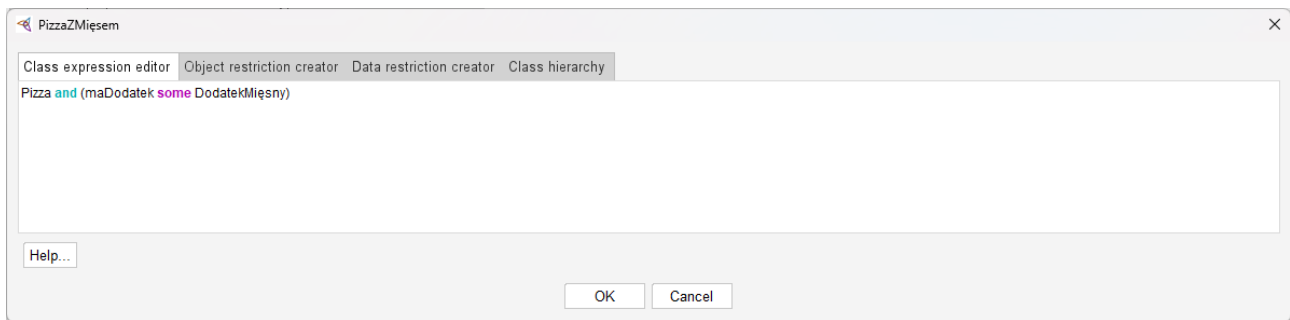 PizzaZMięsem
Class expression editor Object restriction creator Data restriction creator Class hierarchy
Pizza and (maDodatek some DodatekMięsny)
Help...
OK Cancel